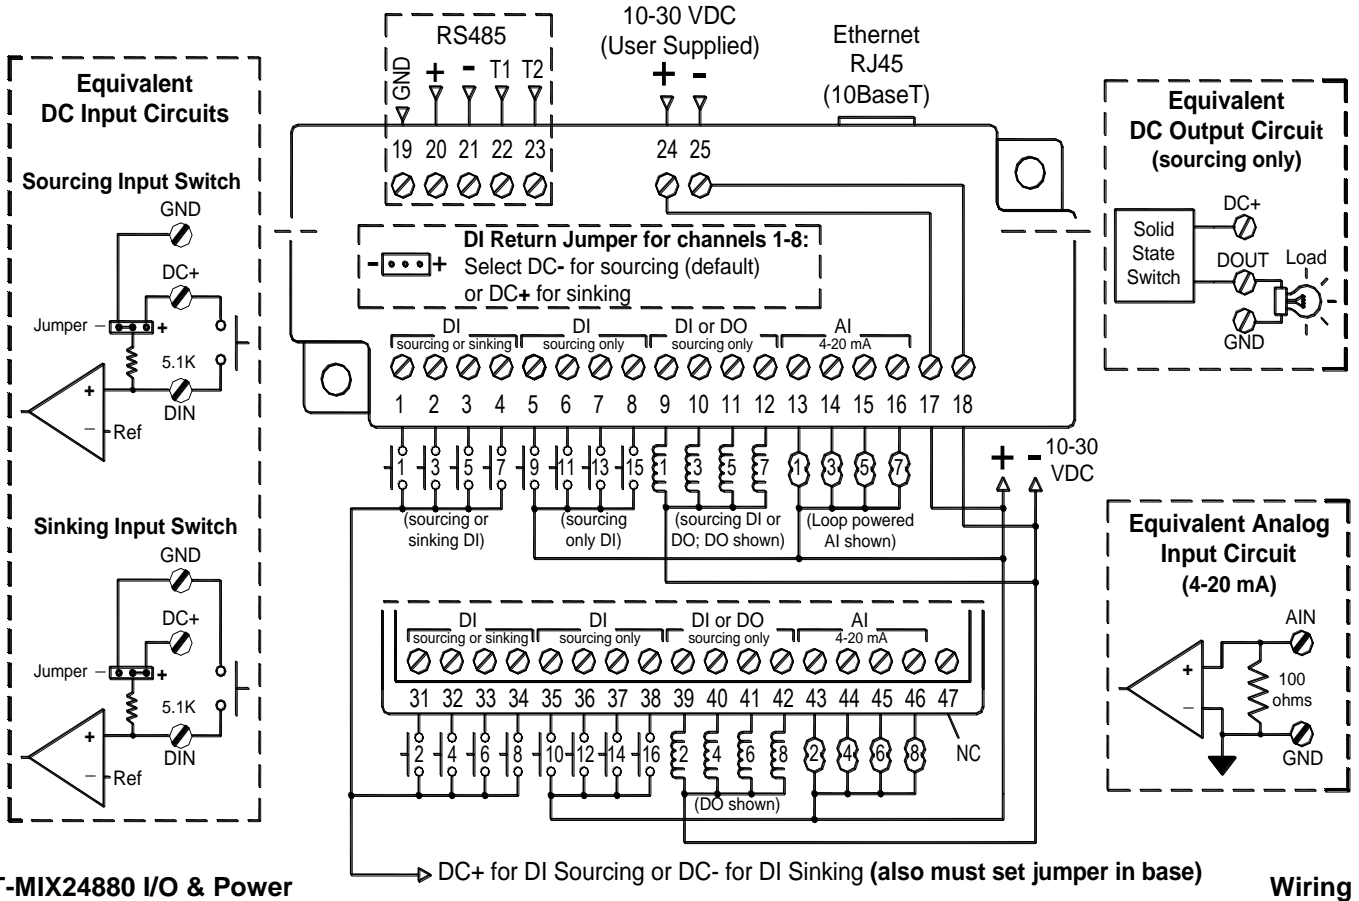 RS485
GND + - T1 T2
19 20 21 22 23
10-30 VDC
(User Supplied)
+ -
24 25
Ethernet
RJ45
(10BaseT)
Equivalent
DC Input Circuits
Sourcing Input Switch
GND
DC+
Jumper - +
5.1K
+
DIN
- Ref
Sinking Input Switch
GND
DC+
Jumper - +
5.1K
+
DIN
- Ref
DI Return Jumper for channels 1-8:
- + Select DC- for sourcing (default)
or DC+ for sinking
DI DI DI or DO AI
sourcing or sinking sourcing only sourcing only 4-20 mA
1 2 3 4 5 6 7 8 9 10 11 12 13 14 15 16 17 18
1 3 5 7 9 11 13 15 1 3 5 7 1 3 5 7
+ - 10-30
VDC
(sourcing or
sinking DI)
(sourcing
only DI)
(sourcing DI or
DO; DO shown)
(Loop powered
AI shown)
DI DI DI or DO AI
sourcing or sinking sourcing only sourcing only 4-20 mA
31 32 33 34 35 36 37 38 39 40 41 42 43 44 45 46 47
2 4 6 8 10 12 14 16 2 4 6 8 2 4 6 8
NC
(DO shown)
DC+ for DI Sourcing or DC- for DI Sinking (also must set jumper in base)
Equivalent
DC Output Circuit
(sourcing only)
DC+
Solid
State
Switch
DOUT Load
GND
Equivalent Analog
Input Circuit
(4-20 mA)
AIN
+
-
100
ohms
GND
T-MIX24880 I/O & Power
Wiring